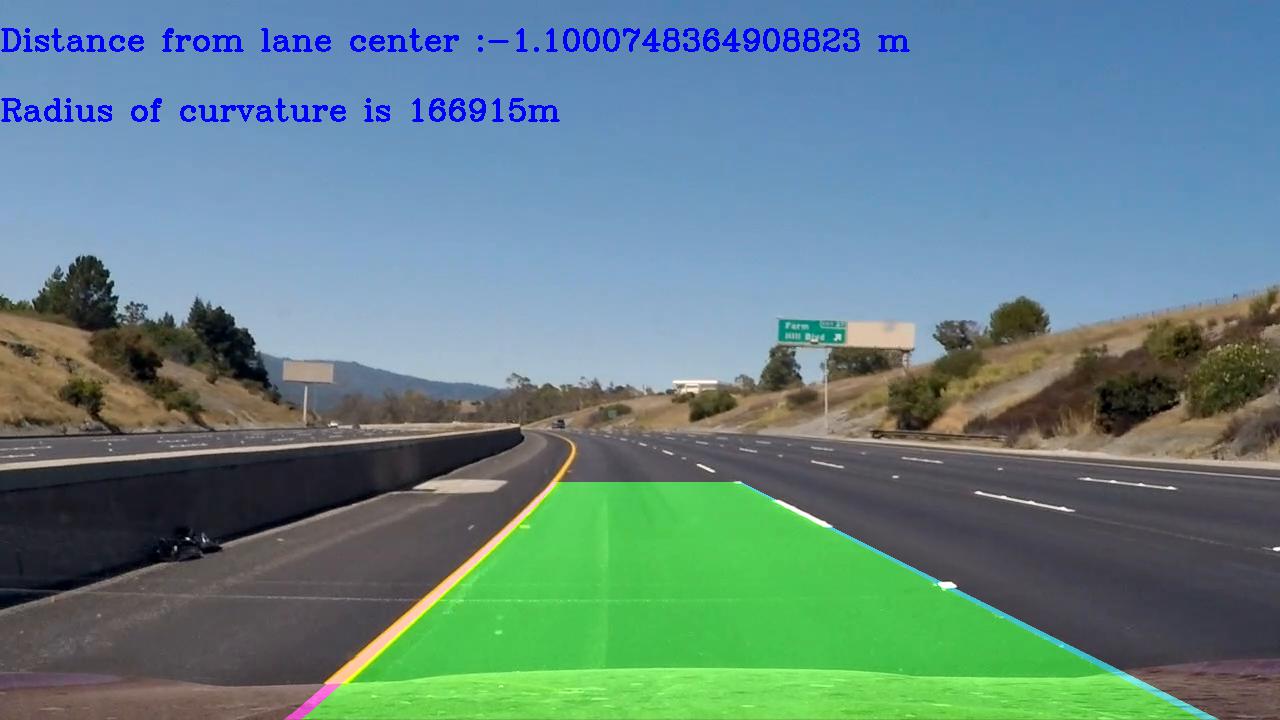 Distance from lane center :-1.1000748364908823 m
Radius of curvature is 166915m
Farm
Hill Blvd